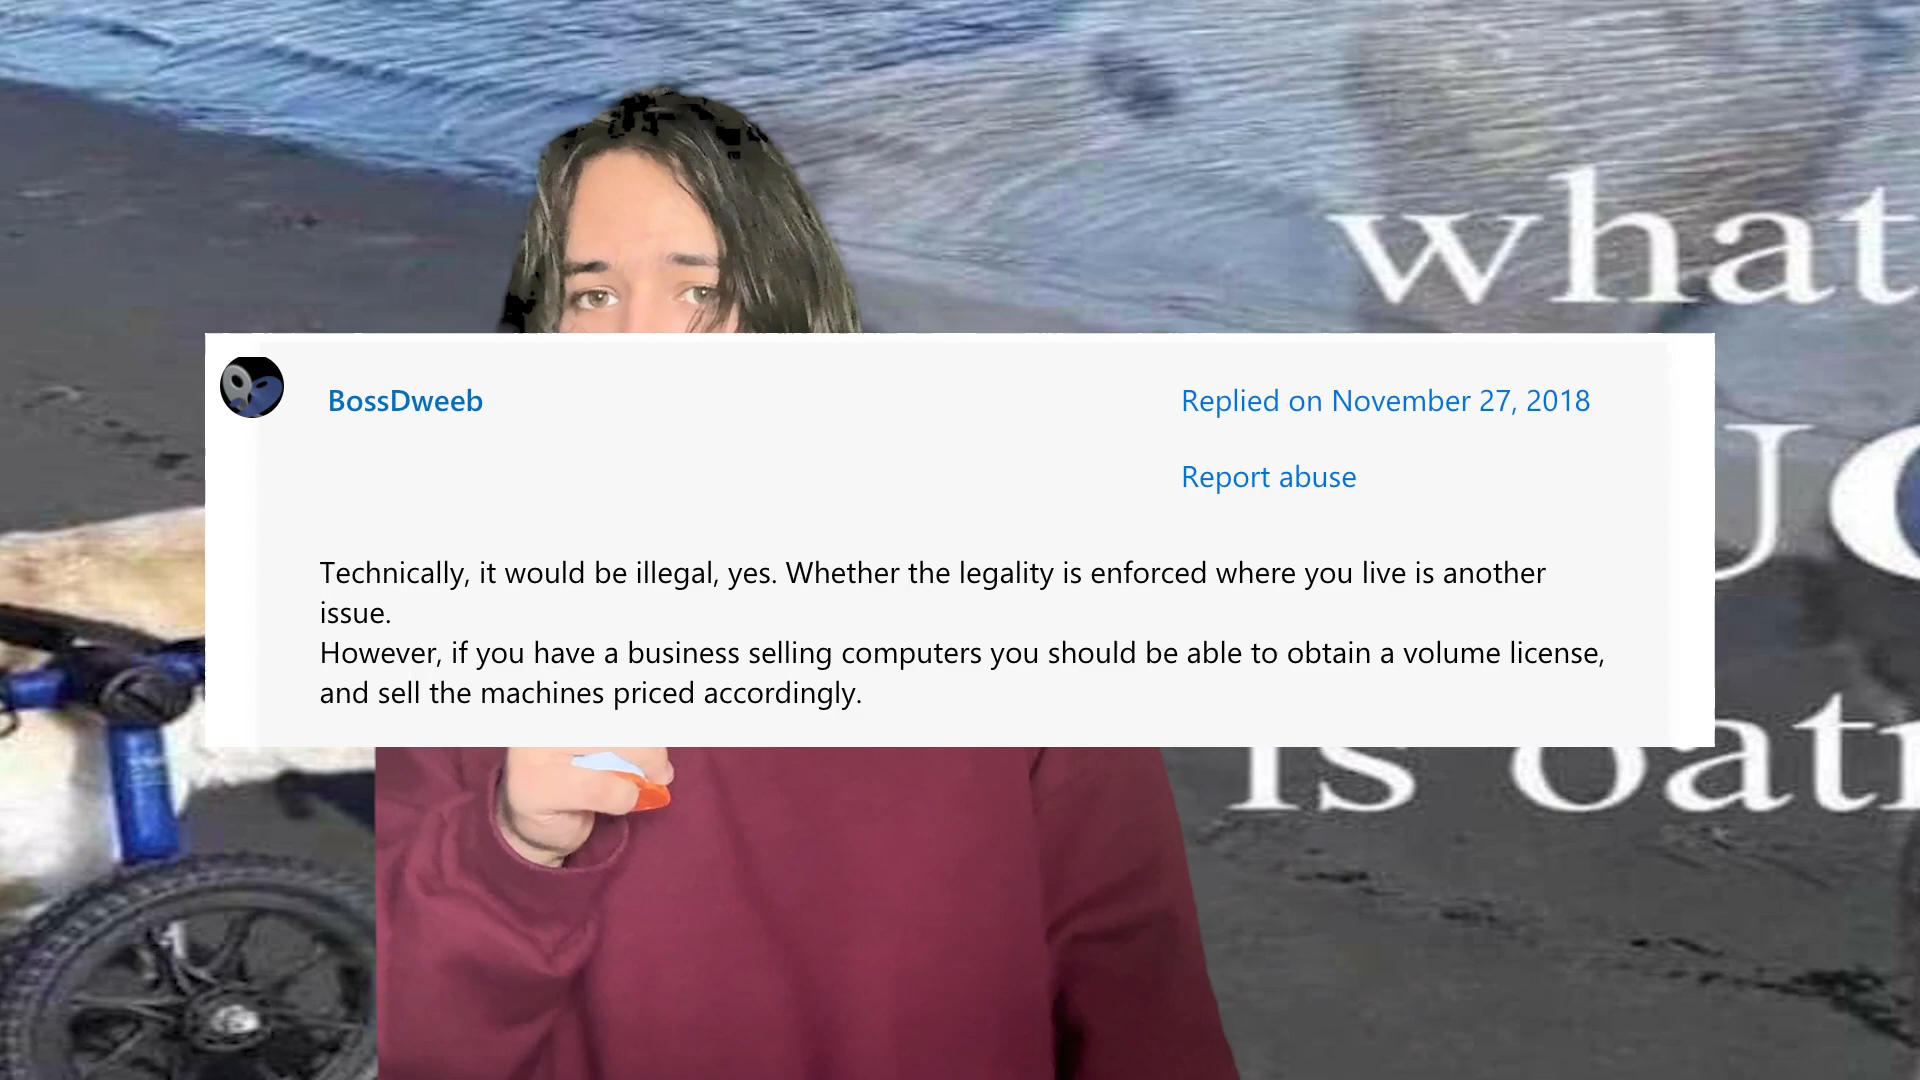 what
BossDweeb
Replied on November 27, 2018
Report abuse
Technically, it would be illegal, yes. Whether the legality is enforced where you live is another
issue.
However, if you have a business selling computers you should be able to obtain a volume license,
and sell the machines priced accordingly.
is